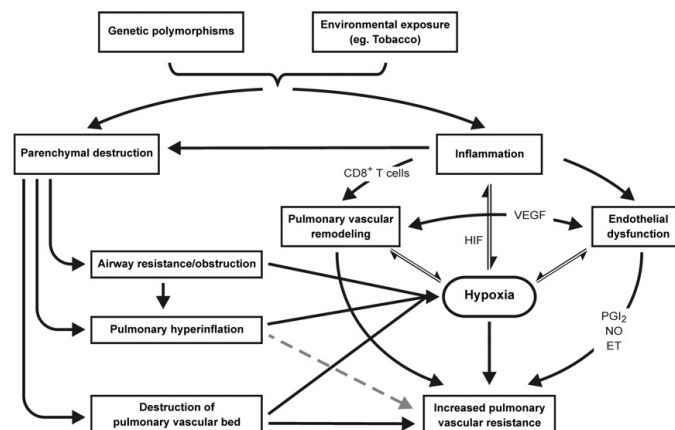 Genetic polymorphisms
Environmental exposure
(eg. Tobacco)
Parenchymal destruction
Inflammation
CD8+ T cells
Pulmonary vascular
remodeling
VEGF
Endothelial
dysfunction
HIF
Airway resistance/obstruction
Hypoxia
Pulmonary hyperinflation
PGI₂
NO
ET
Destruction of
pulmonary vascular bed
Increased pulmonary
vascular resistance